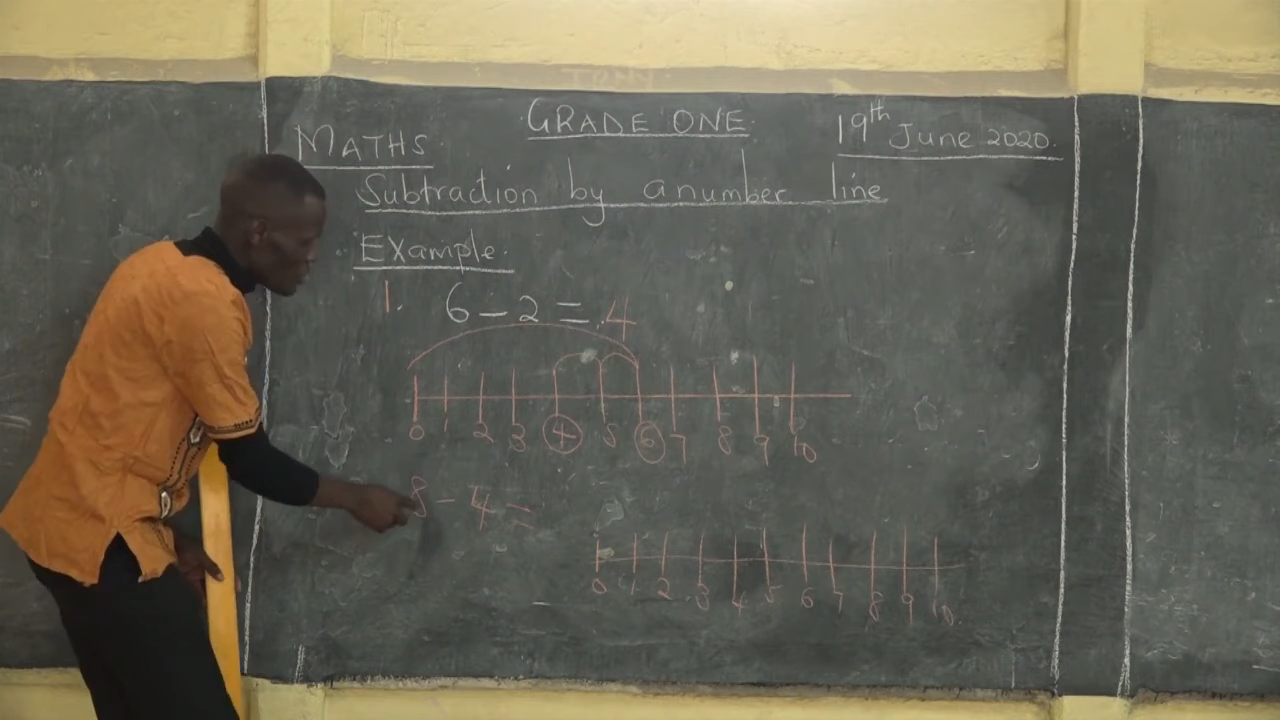 TONY
GRADE ONE
MATHS
19th June 2020.
Subtraction by anumber line
Example.
1. 6 - 2 = 4
0 1 2 3 4 5 6 7 8 9 10
8 - 4 =
0 1 2 3 4 5 6 7 8 9 10